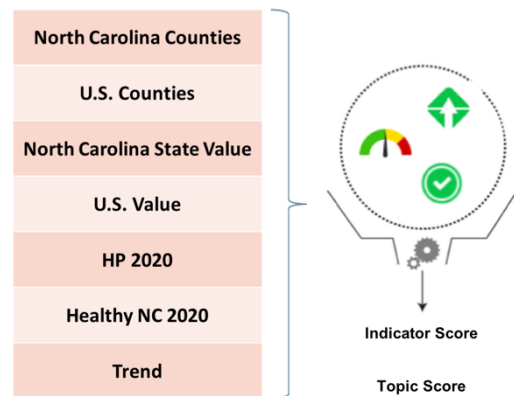 North Carolina Counties
U.S. Counties
North Carolina State Value
U.S. Value
HP 2020
Healthy NC 2020
Trend
Indicator Score
Topic Score